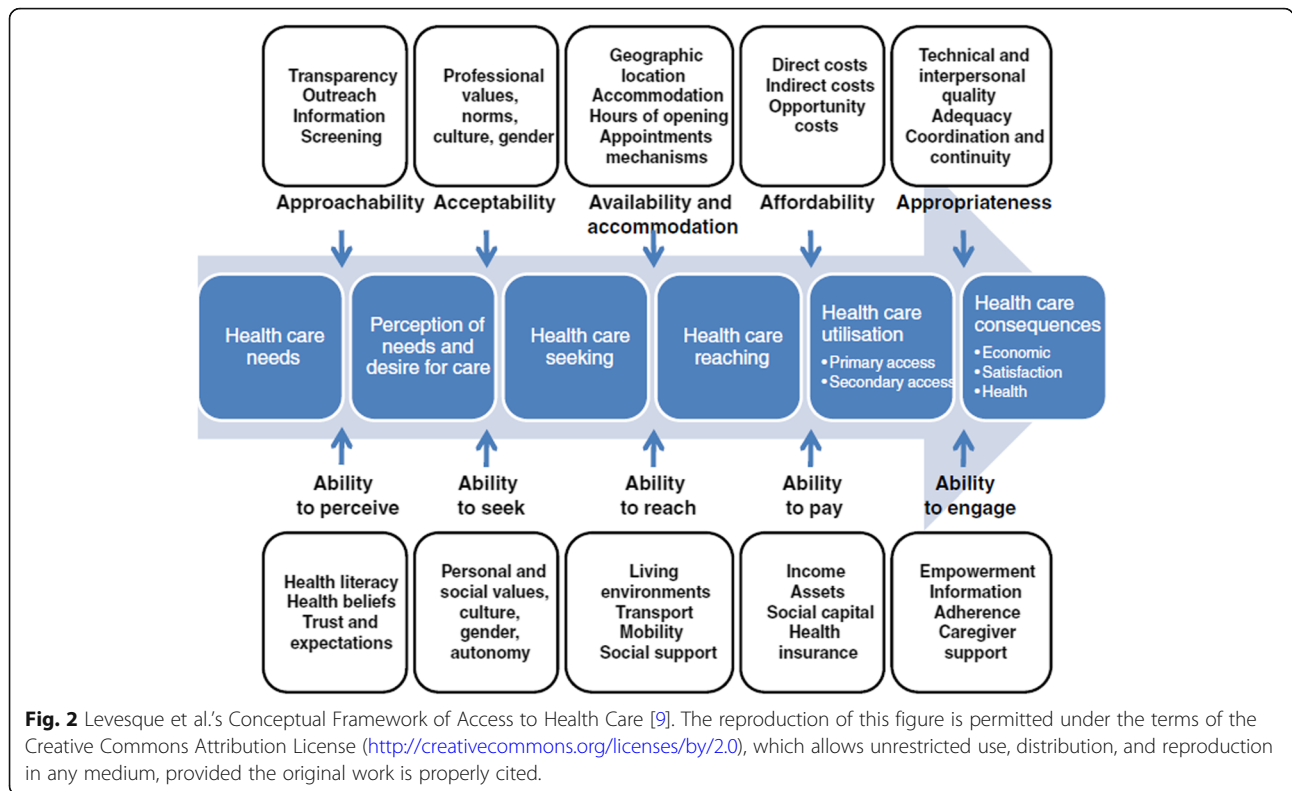 Transparency
Outreach
Information
Screening
Professional
values,
norms,
culture, gender
Geographic
location
Accommodation
Hours of opening
Appointments
mechanisms
Direct costs
Indirect costs
Opportunity
costs
Technical and
interpersonal
quality
Adequacy
Coordination and
continuity
Approachability
Acceptability
Availability and
accommodation
Affordability
Appropriateness
Health care
needs
Perception of
needs and
desire for care
Health care
seeking
Health care
reaching
Health care
utilisation
• Primary access
• Secondary access
Health care
consequences
• Economic
• Satisfaction
• Health
Ability
to perceive
Ability
to seek
Ability
to reach
Ability
to pay
Ability
to engage
Health literacy
Health beliefs
Trust and
expectations
Personal and
social values,
culture,
gender,
autonomy
Living
environments
Transport
Mobility
Social support
Income
Assets
Social capital
Health
insurance
Empowerment
Information
Adherence
Caregiver
support
Fig. 2 Levesque et al.'s Conceptual Framework of Access to Health Care [9]. The reproduction of this figure is permitted under the terms of the
Creative Commons Attribution License (http://creativecommons.org/licenses/by/2.0), which allows unrestricted use, distribution, and reproduction
in any medium, provided the original work is properly cited.